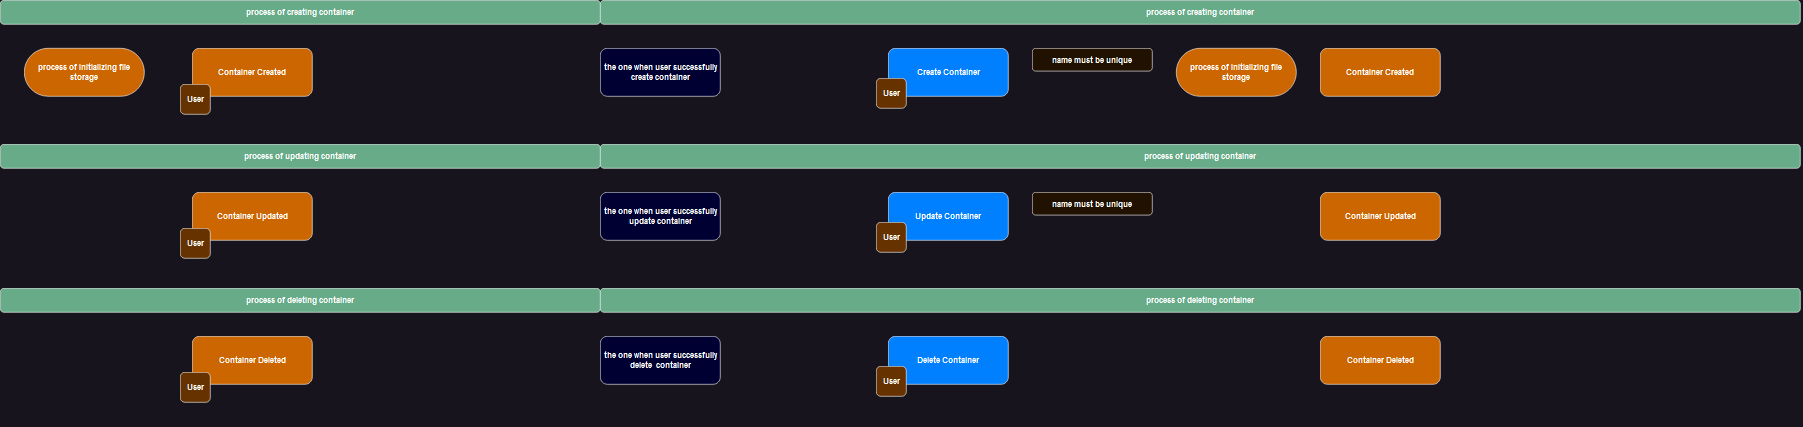 process of creating container
process of creating container
process of initializing file
storage
Container Created
User
the one when user successfully
create container
Create Container
User
name must be unique
process of initializing file
storage
Container Created
process of updating container
process of updating container
Container Updated
User
the one when user successfully
update container
Update Container
User
name must be unique
Container Updated
process of deleting container
process of deleting container
Container Deleted
User
the one when user successfully
delete container
Delete Container
User
Container Deleted